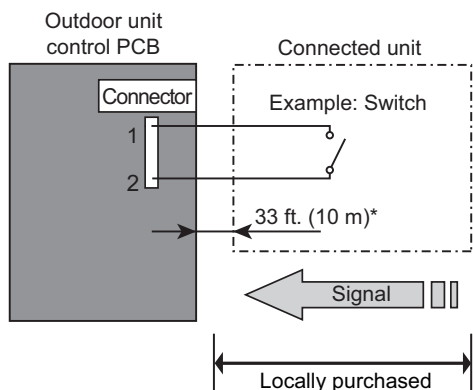 Outdoor unit
control PCB
Connected unit
Connector
Example: Switch
1
2
33 ft. (10 m)*
Signal
Locally purchased